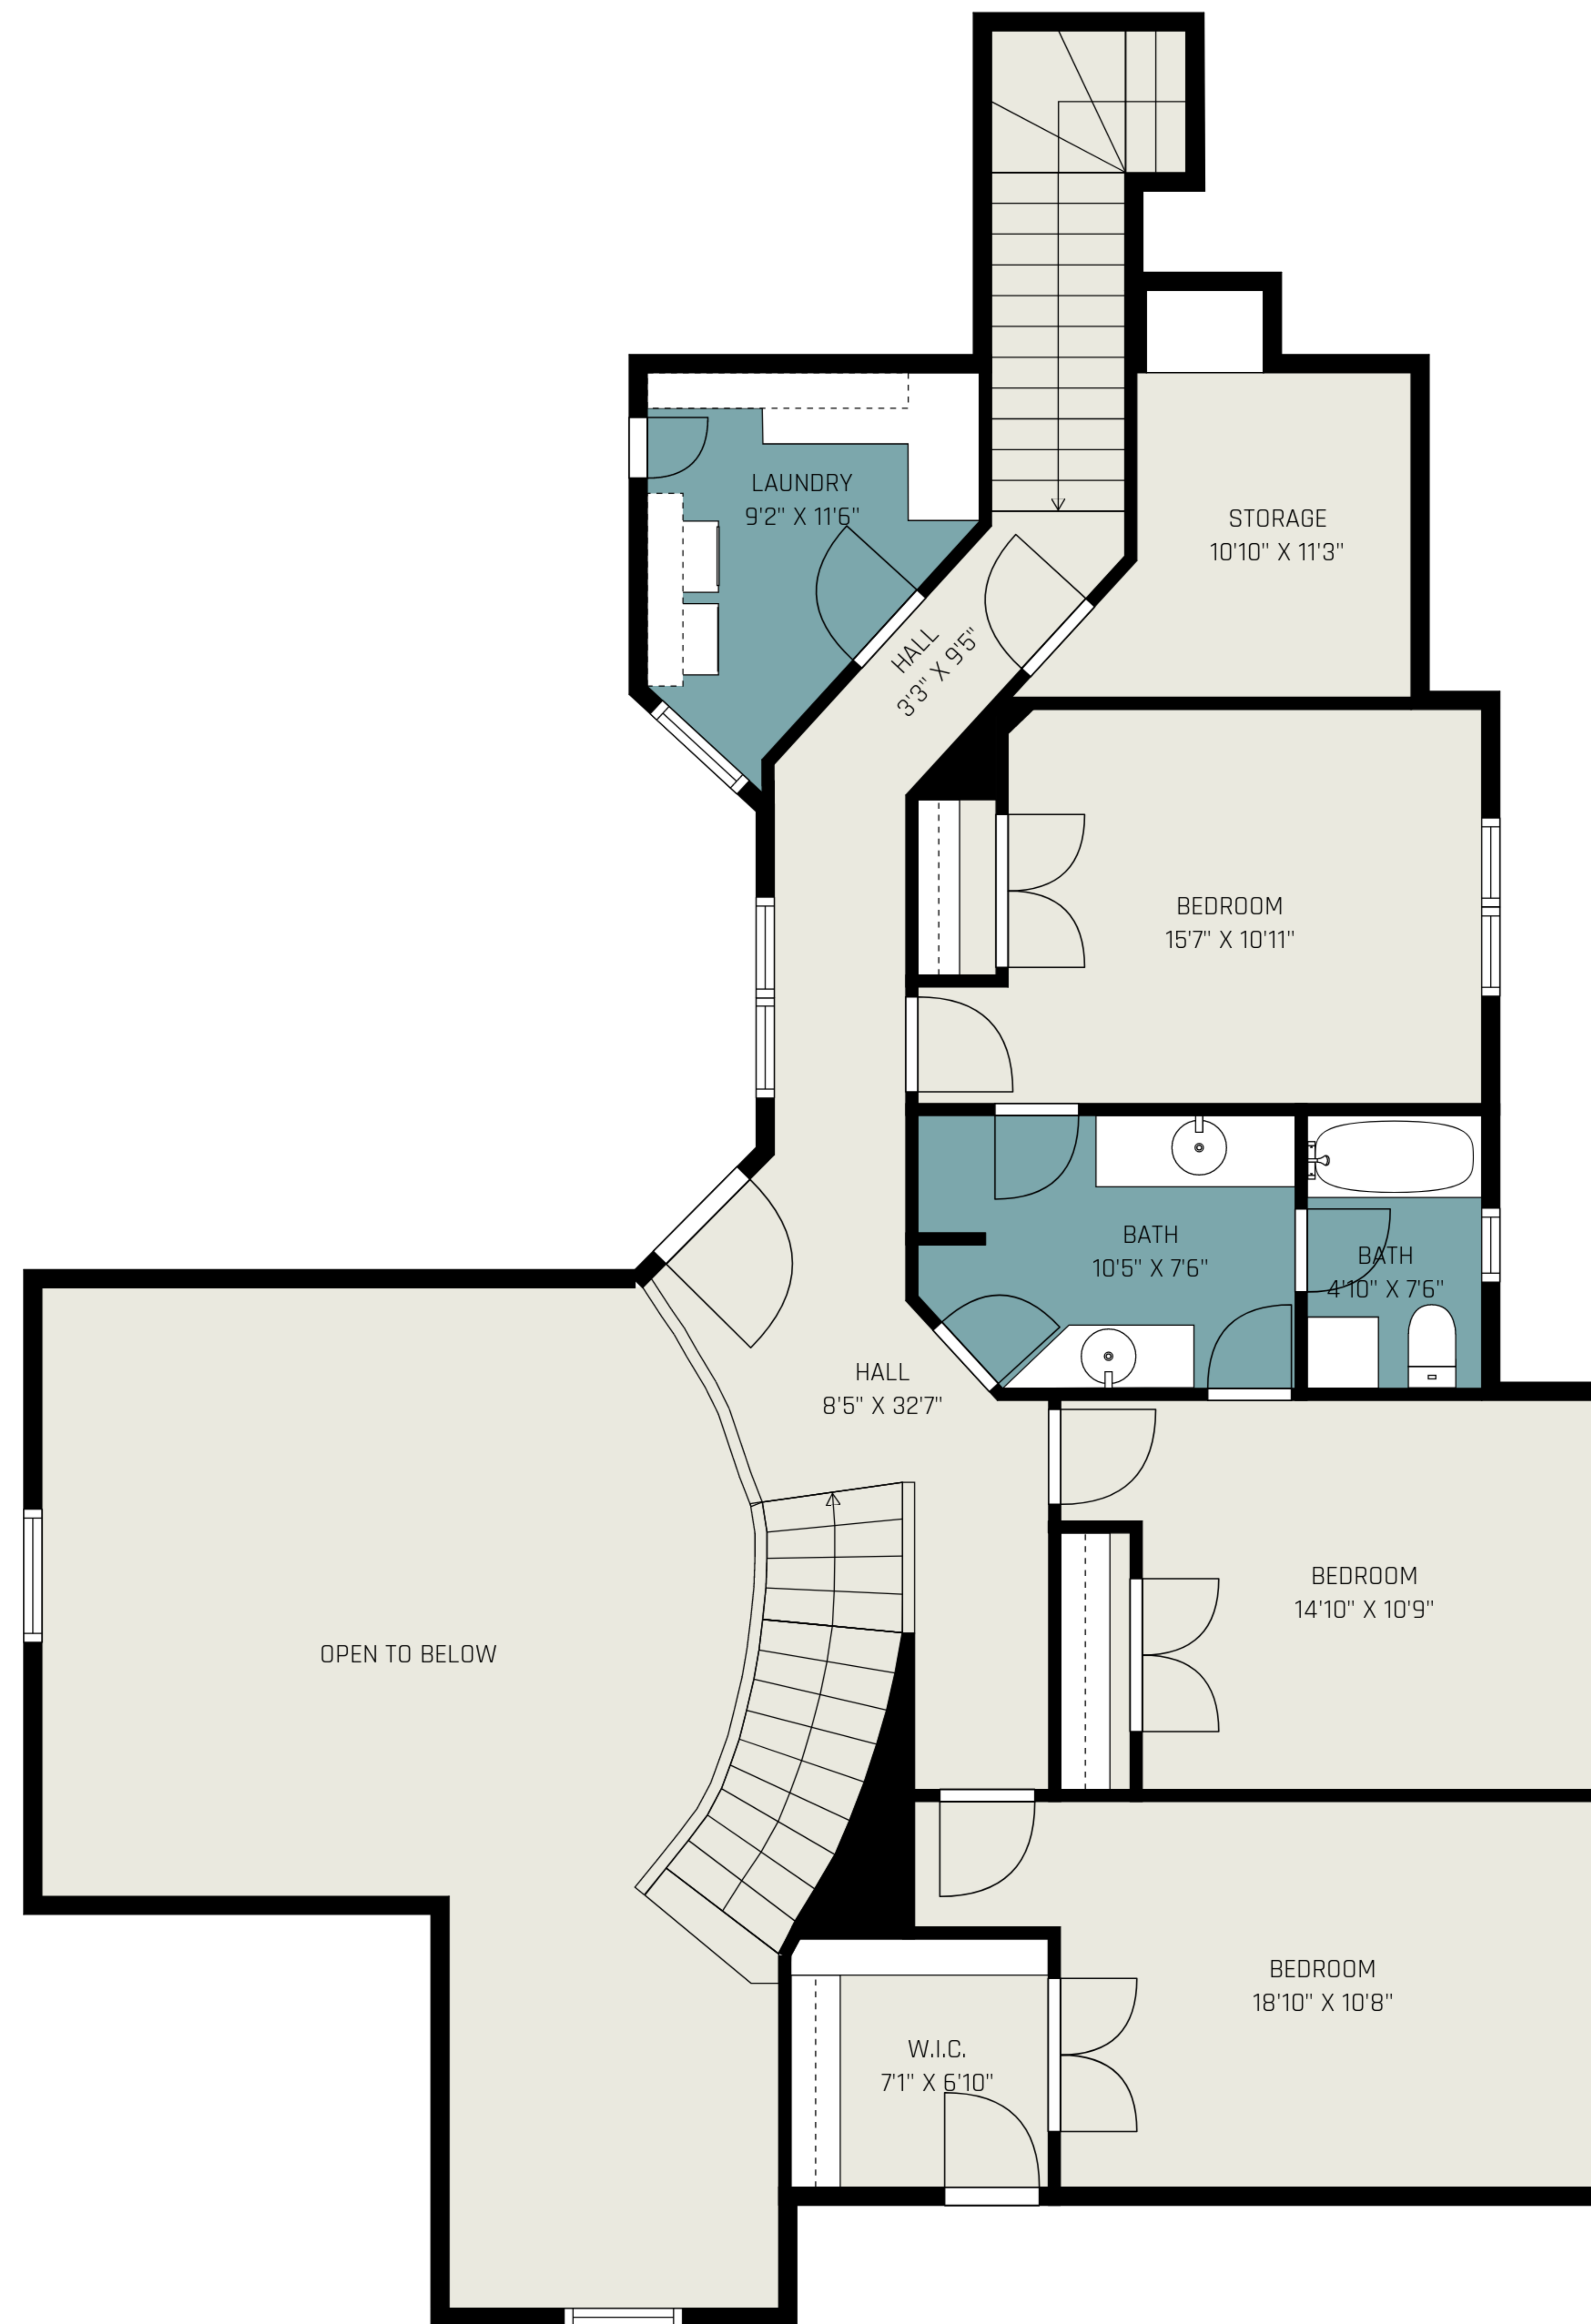 LAUNDRY
9'2" X 11'6"
STORAGE
10'10" X 11'3"
HALL
3'3" X 9'5"
BEDROOM
15'7" X 10'11"
BATH
10'5" X 7'6"
BATH
4'10" X 7'6"
HALL
8'5" X 32'7"
BEDROOM
14'10" X 10'9"
OPEN TO BELOW
BEDROOM
18'10" X 10'8"
W.I.C.
7'1" X 6'10"